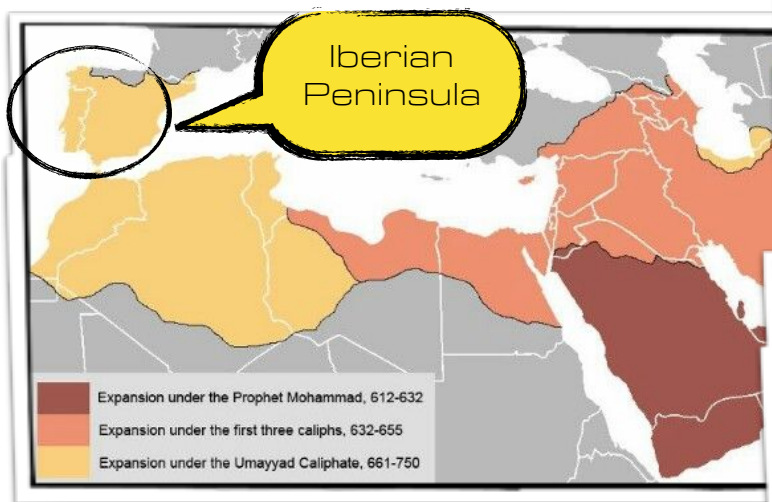 Iberian
Peninsula
Expansion under the Prophet Mohammad, 612-632
Expansion under the first three caliphs, 632-655
Expansion under the Umayyad Caliphate, 661-750